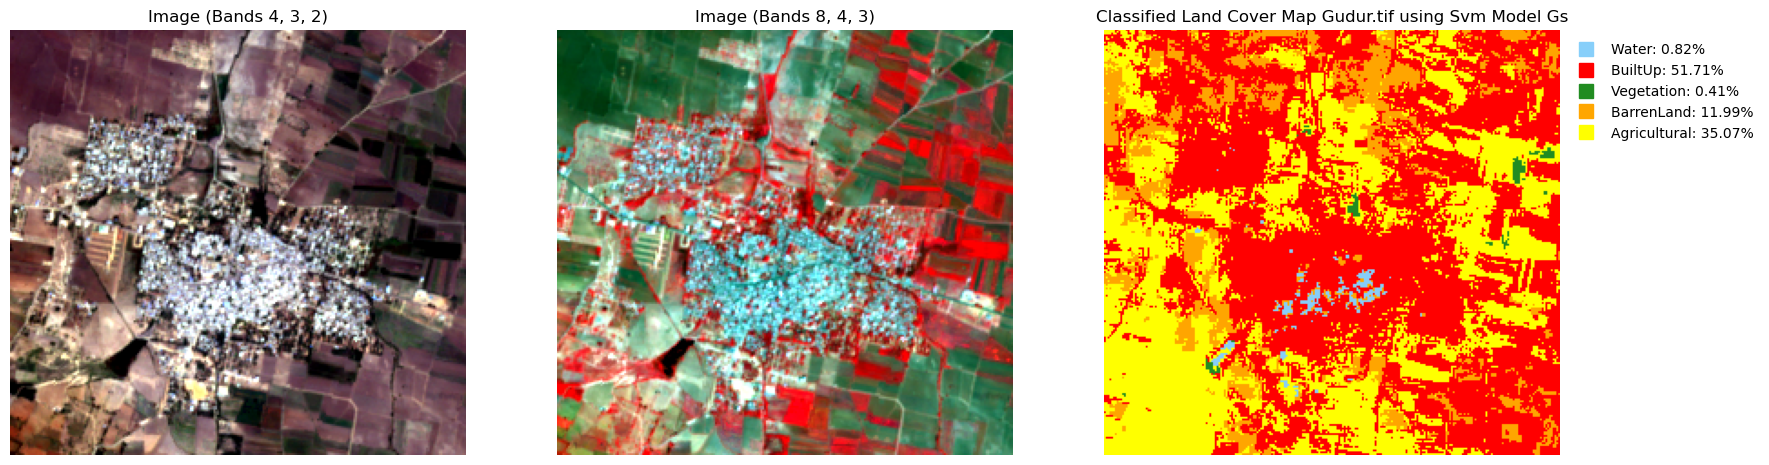 Image (Bands 4, 3, 2)
Image (Bands 8, 4, 3)
Classified Land Cover Map Gudur.tif using Svm Model Gs
Water: 0.82%
BuiltUp: 51.71%
Vegetation: 0.41%
BarrenLand: 11.99%
Agricultural: 35.07%